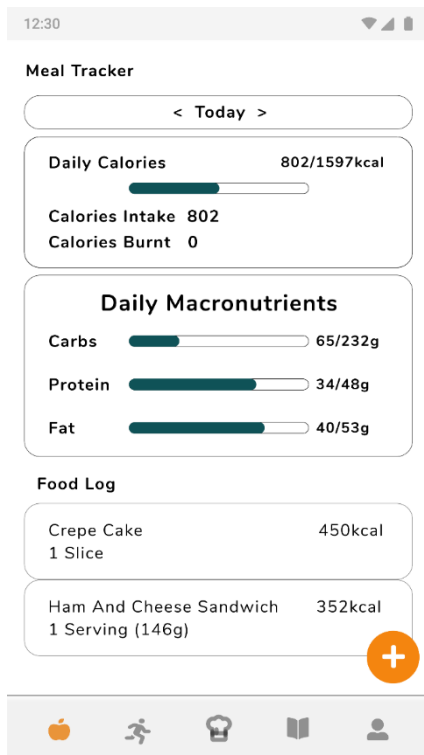 12:30
Meal Tracker
< Today >
Daily Calories 802/1597kcal
Calories Intake 802
Calories Burnt 0
Daily Macronutrients
Carbs 65/232g
Protein 34/48g
Fat 40/53g
Food Log
Crepe Cake 450kcal
1 Slice
Ham And Cheese Sandwich 352kcal
1 Serving (146g)